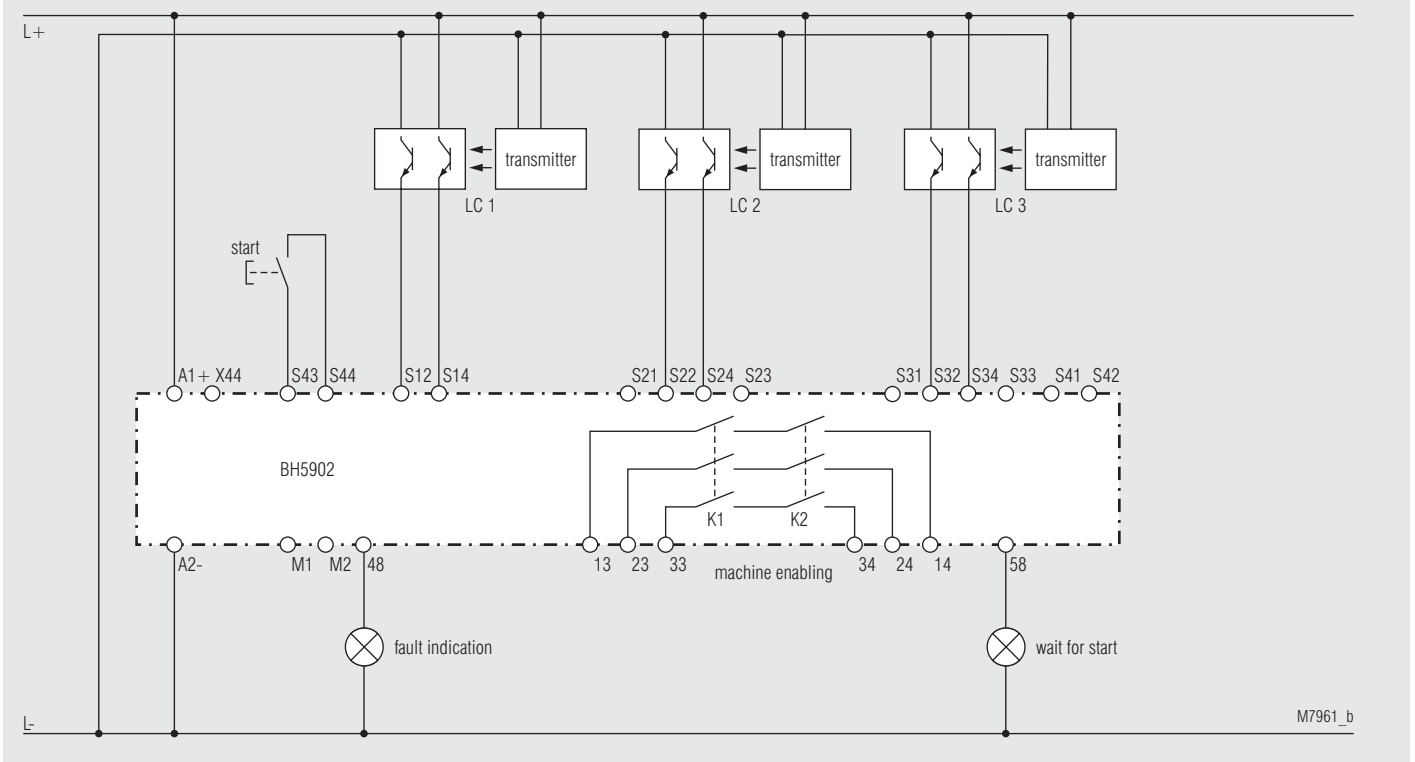 L+
transmitter
transmitter
transmitter
LC 1
LC 2
LC 3
start
A1+ X44
S43 S44
S12 S14
S21 S22 S24 S23
S31 S32 S34 S33 S41 S42
BH5902
K1 K2
A2-
M1 M2 48
13 23 33
machine enabling
34 24 14
58
fault indication
wait for start
L-
M7961_b